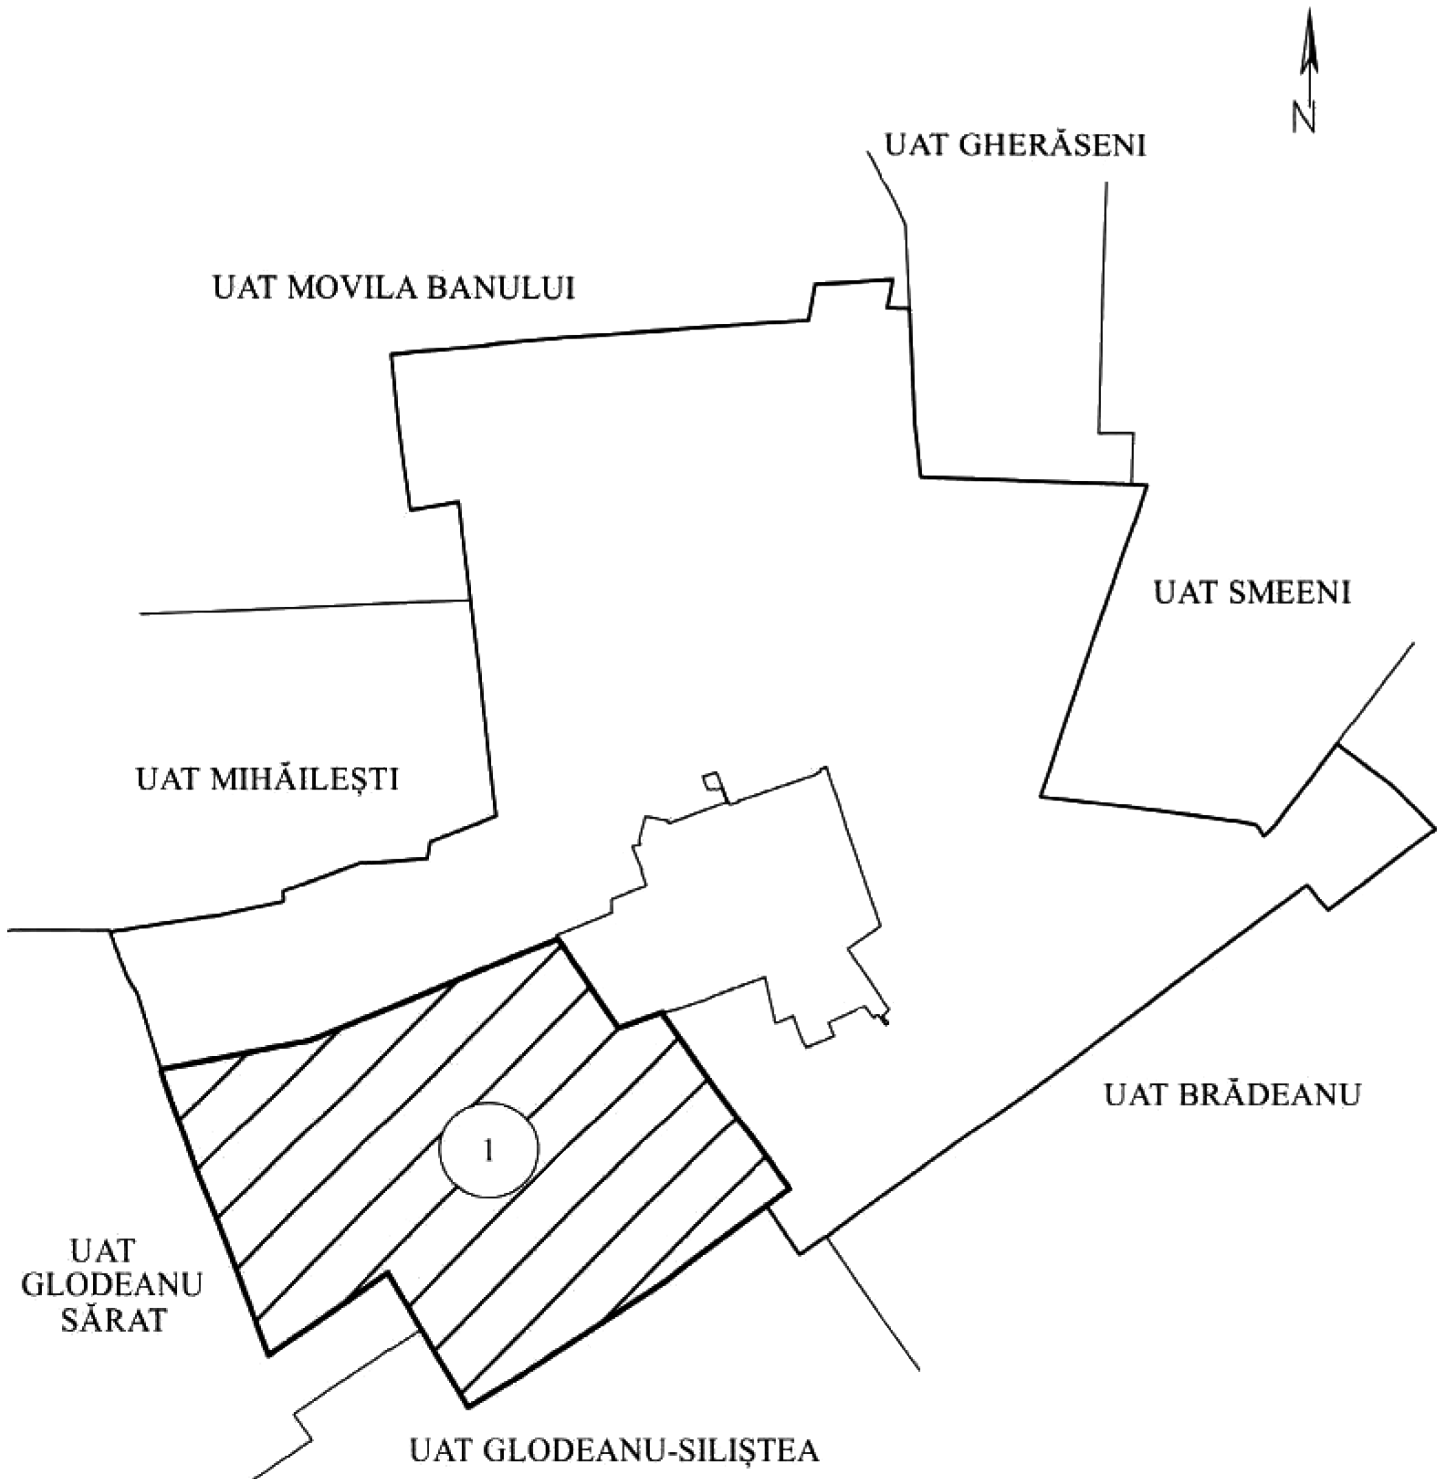 N
UAT GHERĂSENI
UAT MOVILA BANULUI
UAT SMEENI
UAT MIHĂILEȘTI
UAT BRĂDEANU
1
UAT
GLODEANU
SĂRAT
UAT GLODEANU-SILIȘTEA